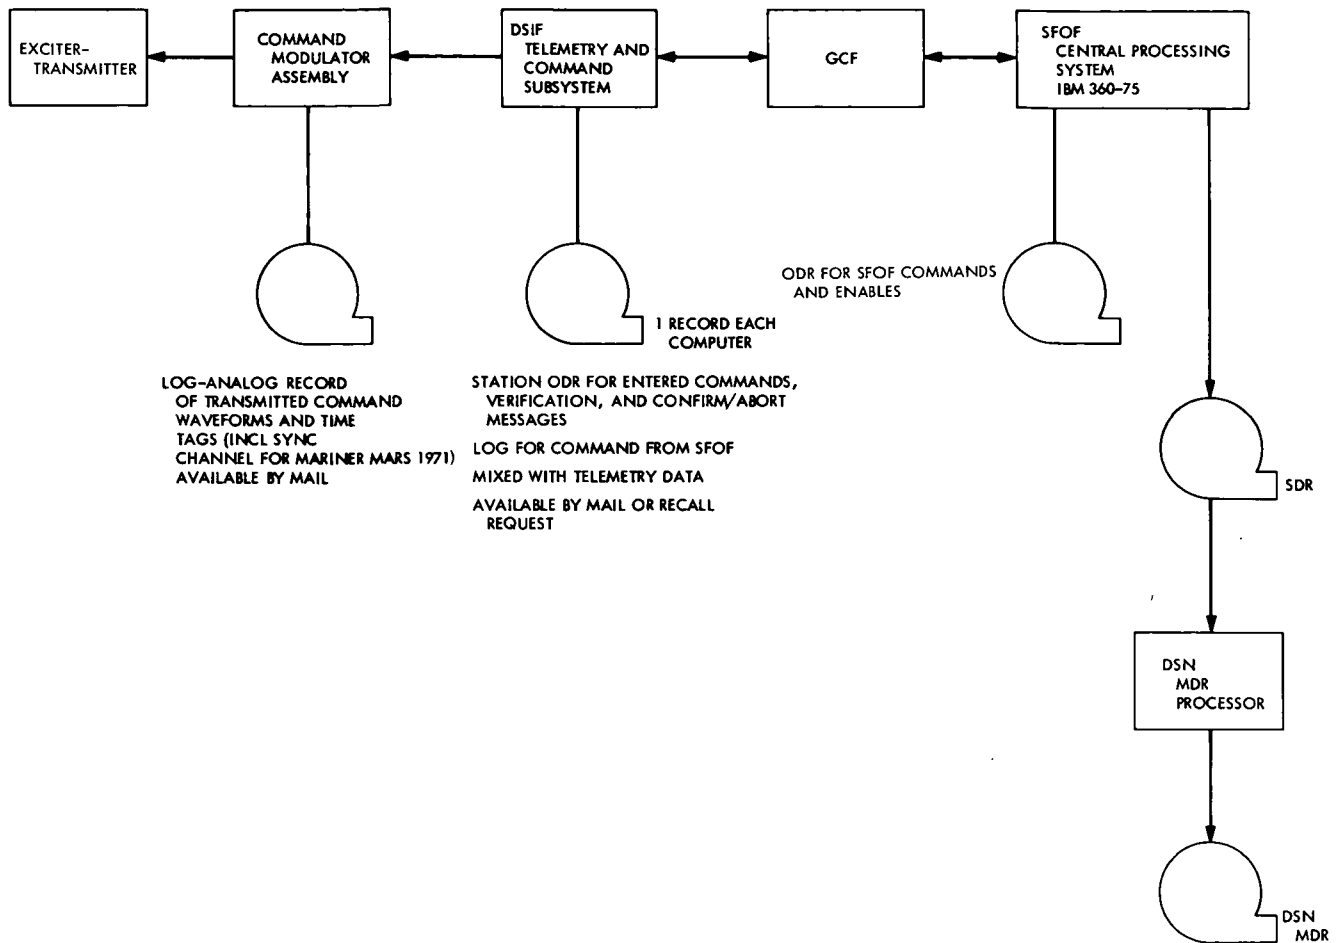 EXCITER-
TRANSMITTER
COMMAND
MODULATOR
ASSEMBLY
DSIF
TELEMETRY AND
COMMAND
SUBSYSTEM
GCF
SFOF
CENTRAL PROCESSING
SYSTEM
IBM 360-75
1 RECORD EACH
COMPUTER
ODR FOR SFOF COMMANDS
AND ENABLES
LOG-ANALOG RECORD
OF TRANSMITTED COMMAND
WAVEFORMS AND TIME
TAGS (INCL SYNC
CHANNEL FOR MARINER MARS 1971)
AVAILABLE BY MAIL
STATION ODR FOR ENTERED COMMANDS,
VERIFICATION, AND CONFIRM/ABORT
MESSAGES
LOG FOR COMMAND FROM SFOF
MIXED WITH TELEMETRY DATA
AVAILABLE BY MAIL OR RECALL
REQUEST
SDR
DSN
MDR
PROCESSOR
DSN
MDR